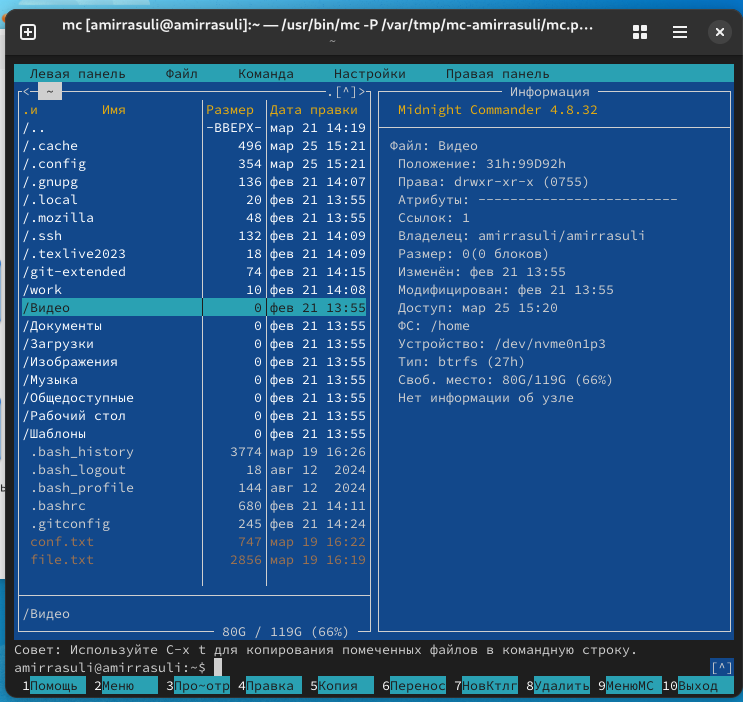 mc [amirrasuli@amirrasuli]:~ — /usr/bin/mc -P /var/tmp/mc-amirrasuli/mc.p…
~
Левая панель Файл Команда Настройки Правая панель
<— ~ .[^]> Информация
.и Имя Размер Дата правки Midnight Commander 4.8.32
/.. -ВВЕРХ- мар 21 14:19
/.cache 496 мар 25 15:21 Файл: Видео
/.config 354 мар 25 15:21 Положение: 31h:99D92h
/.gnupg 136 фев 21 14:07 Права: drwxr-xr-x (0755)
/.local 20 фев 21 13:55 Атрибуты: -------------------------
/.mozilla 48 фев 21 13:55 Ссылок: 1
/.ssh 132 фев 21 14:09 Владелец: amirrasuli/amirrasuli
/.texlive2023 18 фев 21 14:09 Размер: 0(0 блоков)
/git-extended 74 фев 21 14:15 Изменён: фев 21 13:55
/work 10 фев 21 14:08 Модифицирован: фев 21 13:55
/Видео 0 фев 21 13:55 Доступ: мар 25 15:20
/Документы 0 фев 21 13:55 ФС: /home
/Загрузки 0 фев 21 13:55 Устройство: /dev/nvme0n1p3
/Изображения 0 фев 21 13:55 Тип: btrfs (27h)
/Музыка 0 фев 21 13:55 Своб. место: 80G/119G (66%)
/Общедоступные 0 фев 21 13:55 Нет информации об узле
/Рабочий стол 0 фев 21 13:55
/Шаблоны 0 фев 21 13:55
.bash_history 3774 мар 19 16:26
.bash_logout 18 авг 12 2024
.bash_profile 144 авг 12 2024
.bashrc 680 фев 21 14:11
.gitconfig 245 фев 21 14:24
conf.txt 747 мар 19 16:22
file.txt 2856 мар 19 16:19
/Видео
80G / 119G (66%)
Совет: Используйте C-x t для копирования помеченных файлов в командную строку.
amirrasuli@amirrasuli:~$ [^]
1Помощь 2Меню 3Про~отр 4Правка 5Копия 6Перенос 7НовКтлг 8Удалить 9МенюMC 10Выход